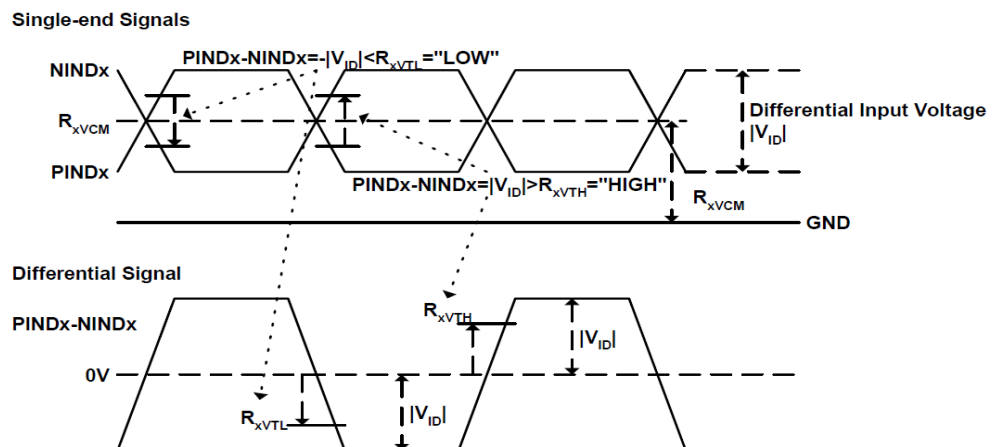 Single-end Signals
PINDx-NINDx=-|VID|<RxVTL="LOW"
NINDx
RxVCM
PINDx
Differential Input Voltage
|VID|
PINDx-NINDx=|VID|>RxVTH="HIGH"
RxVCM
GND
Differential Signal
PINDx-NINDx
RxVTH
|VID|
0V
RxVTL
|VID|